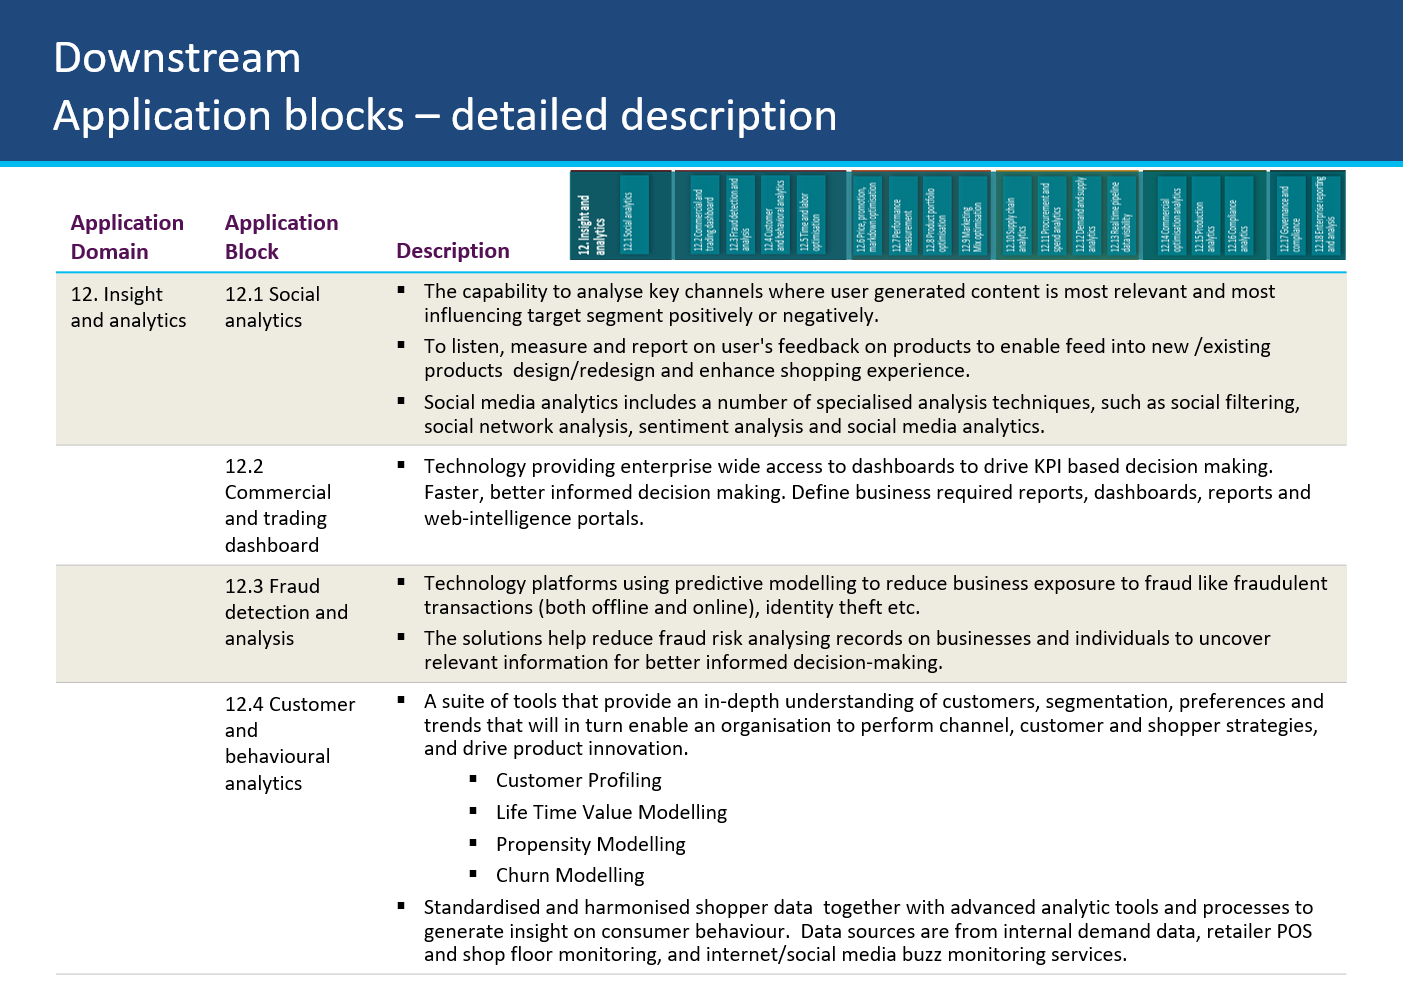 Downstream
Application blocks – detailed description
12. Insight and
analytics
12.1 Social analytics
12.2 Commercial and
trading dashboard
12.3 Fraud detection and
analysis
12.4 Customer
and behavioral analytics
12.5 Time and labor
optimisation
12.6 Price, promotion,
markdown optimisation
12.7 Performance
measurement
12.8 Product portfolio
optimisation
12.9 Marketing
Mix optimisation
12.10 Supply chain
analytics
12.11 Procurement and
spend analytics
12.12 Demand and supply
analytics
12.13 Real time pipeline
data visibility
12.14 Commercial
optimisation analytics
12.15 Production
analytics
12.16 Compliance
analytics
12.17 Governance and
compliance
12.18 Enterprise reporting
and analysis
Application
Domain
Application
Block
Description
12. Insight
and analytics
12.1 Social
analytics
▪ The capability to analyse key channels where user generated content is most relevant and most
influencing target segment positively or negatively.
▪ To listen, measure and report on user's feedback on products to enable feed into new /existing
products  design/redesign and enhance shopping experience.
▪ Social media analytics includes a number of specialised analysis techniques, such as social filtering,
social network analysis, sentiment analysis and social media analytics.
12.2
Commercial
and trading
dashboard
▪ Technology providing enterprise wide access to dashboards to drive KPI based decision making.
Faster, better informed decision making. Define business required reports, dashboards, reports and
web-intelligence portals.
12.3 Fraud
detection and
analysis
▪ Technology platforms using predictive modelling to reduce business exposure to fraud like fraudulent
transactions (both offline and online), identity theft etc.
▪ The solutions help reduce fraud risk analysing records on businesses and individuals to uncover
relevant information for better informed decision-making.
12.4 Customer
and
behavioural
analytics
▪ A suite of tools that provide an in-depth understanding of customers, segmentation, preferences and
trends that will in turn enable an organisation to perform channel, customer and shopper strategies,
and drive product innovation.
▪ Customer Profiling
▪ Life Time Value Modelling
▪ Propensity Modelling
▪ Churn Modelling
▪ Standardised and harmonised shopper data  together with advanced analytic tools and processes to
generate insight on consumer behaviour.  Data sources are from internal demand data, retailer POS
and shop floor monitoring, and internet/social media buzz monitoring services.